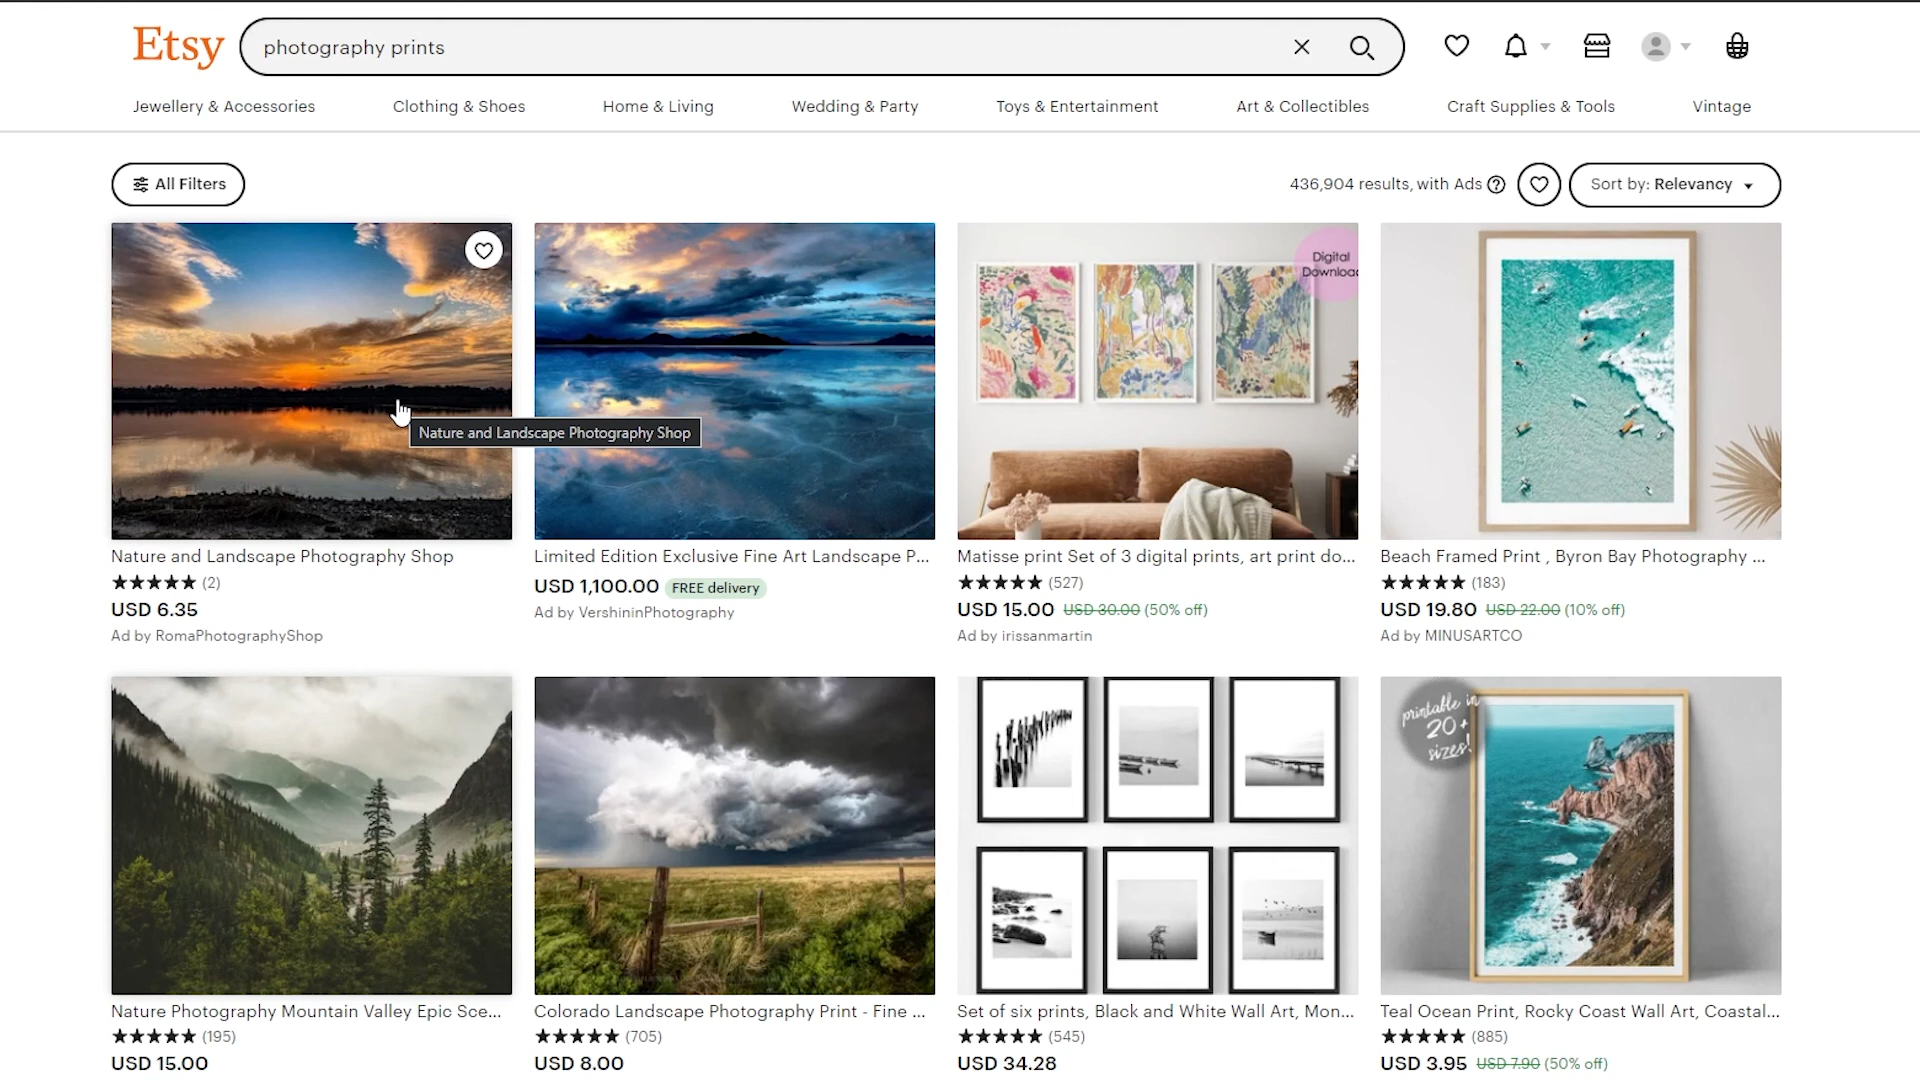 Etsy
photography prints
Jewellery & Accessories
Clothing & Shoes
Home & Living
Wedding & Party
Toys & Entertainment
Art & Collectibles
Craft Supplies & Tools
Vintage
All Filters
436,904 results, with Ads
Sort by: Relevancy
Digital
Downloa
Nature and Landscape Photography Shop
Nature and Landscape Photography Shop
(2)
USD 6.35
Ad by RomaPhotographyShop
Limited Edition Exclusive Fine Art Landscape P...
USD 1,100.00 FREE delivery
Ad by VershininPhotography
Matisse print Set of 3 digital prints, art print do...
(527)
USD 15.00 USD 30.00 (50% off)
Ad by irissanmartin
Beach Framed Print , Byron Bay Photography ...
(183)
USD 19.80 USD 22.00 (10% off)
Ad by MINUSARTCO
printable in
20+
sizes!
Nature Photography Mountain Valley Epic Sce...
(195)
USD 15.00
Colorado Landscape Photography Print - Fine ...
(705)
USD 8.00
Set of six prints, Black and White Wall Art, Mon...
(545)
USD 34.28
Teal Ocean Print, Rocky Coast Wall Art, Coastal...
(885)
USD 3.95 USD 7.90 (50% off)